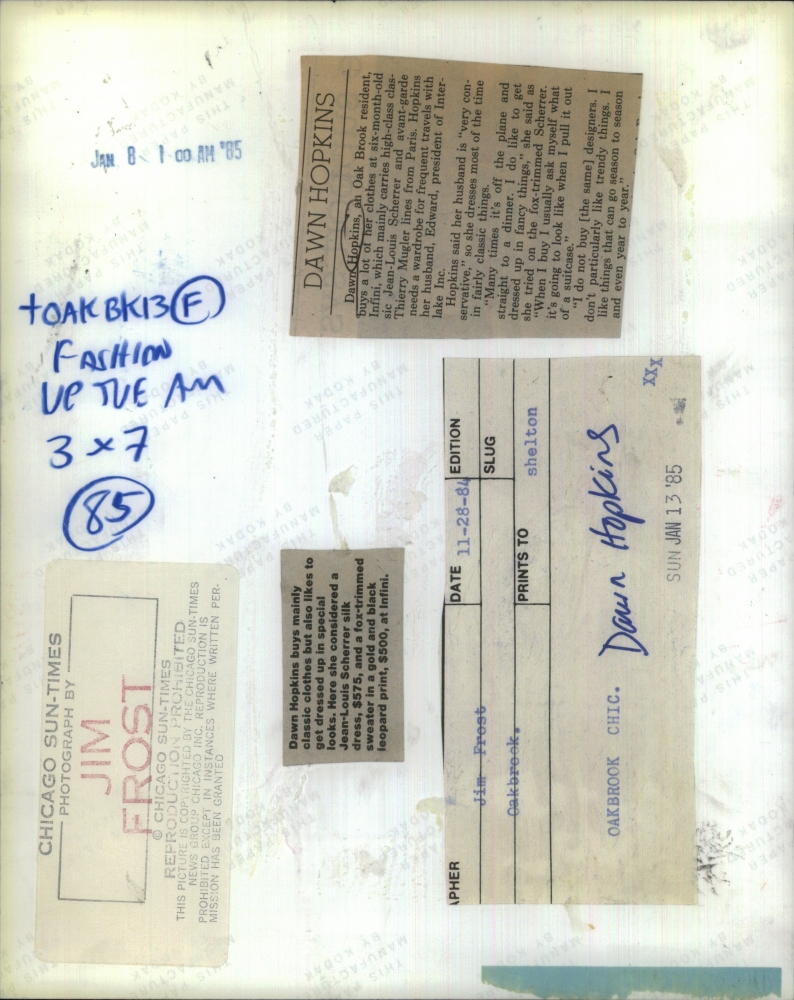 JAN 8 1 00 AM '85
+OAK BK13 F
FASHION
UP TUE AM
3 x 7
85
DAWN HOPKINS
Dawn Hopkins, an Oak Brook resident,
buys a lot of her clothes at six-month-old
Infini, which mainly carries high-class clas-
sic Jean-Louis Scherrer and avant-garde
Thierry Mugler lines from Paris. Hopkins
needs a wardrobe for frequent travels with
her husband, Edward, president of Inter-
lake Inc.
Hopkins said her husband is "very con-
servative," so she dresses most of the time
in fairly classic things.
"Many times it's off the plane and
straight to a dinner. I do like to get
dressed up in fancy things," she said as
she tried on the fox-trimmed Scherrer.
"When I buy I usually ask myself what
it's going to look like when I pull it out
of a suitcase."
"I do not buy [the same] designers. I
don't particularly like trendy things. I
like things that can go season to season
and even year to year."
Dawn Hopkins buys mainly
classic clothes but also likes to
get dressed up in special
looks. Here she considered a
Jean-Louis Scherrer silk
dress, $575, and a fox-trimmed
sweater in a gold and black
leopard print, $500, at Infini.
CHICAGO SUN-TIMES
PHOTOGRAPH BY
JIM
FROST
© CHICAGO SUN-TIMES
REPRODUCTION PROHIBITED
THIS PICTURE IS COPYRIGHTED BY THE CHICAGO SUN-TIMES
NEWS GROUP CHICAGO INC. REPRODUCTION IS
PROHIBITED EXCEPT IN INSTANCES WHERE WRITTEN PER-
MISSION HAS BEEN GRANTED
APHER
Jim Frost
DATE 11-28-84
EDITION
SLUG
Oakbrook.
PRINTS TO
shelton
OAKBROOK CHIC.
Dawn Hopkins
XXX
SUN JAN 13 '85
THIS PAPER
MANUFACTURED
BY KODAK